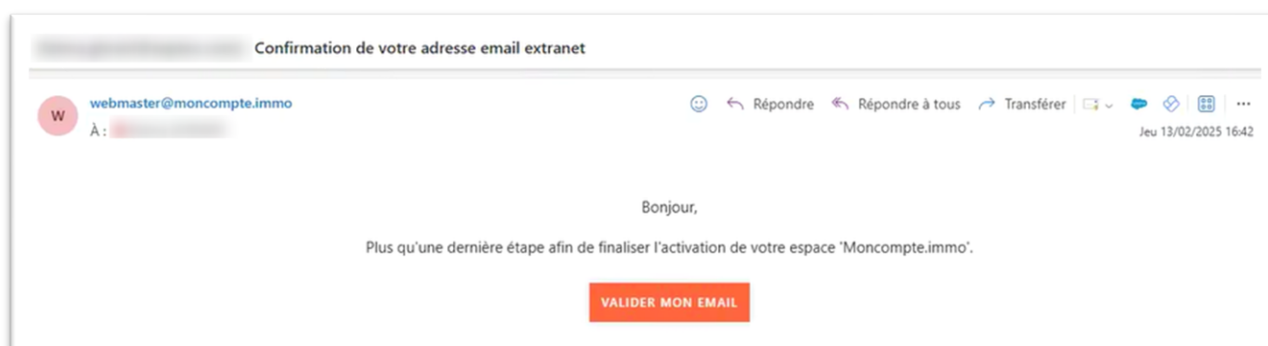 Confirmation de votre adresse email extranet
W
webmaster@moncompte.immo
Répondre Répondre à tous Transférer
À :
Jeu 13/02/2025 16:42
Bonjour,
Plus qu'une dernière étape afin de finaliser l'activation de votre espace 'Moncompte.immo'.
VALIDER MON EMAIL